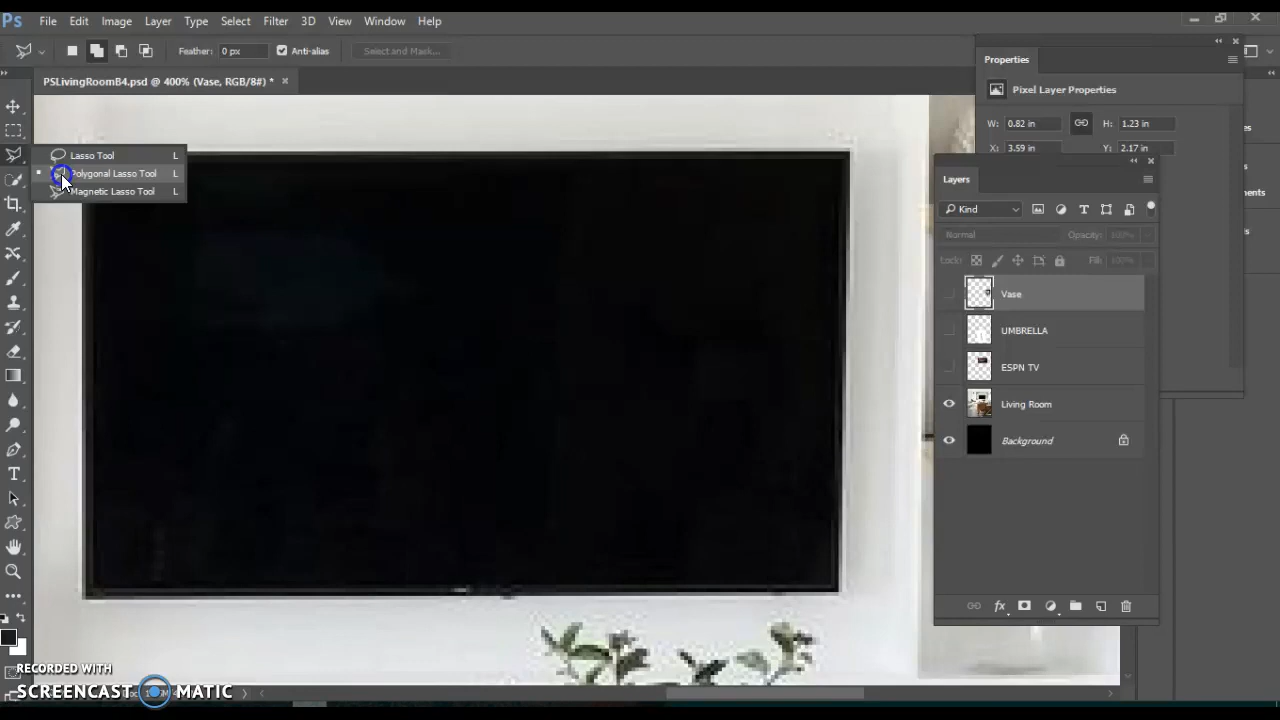 Ps File Edit Image Layer Type Select Filter 3D View Window Help
Feather: 0 px Anti-alias Select and Mask...
PSLivingRoomB4.psd @ 400% (Vase, RGB/8#) *
Properties
Pixel Layer Properties
W: 0.82 in H: 1.23 in
X: 3.59 in Y: 2.17 in
Lasso Tool L
Polygonal Lasso Tool L
Magnetic Lasso Tool L
Layers
Kind
Normal Opacity: 100%
Lock: Fill: 100%
Vase
UMBRELLA
ESPN TV
Living Room
Background
RECORDED WITH
SCREENCAST MATIC